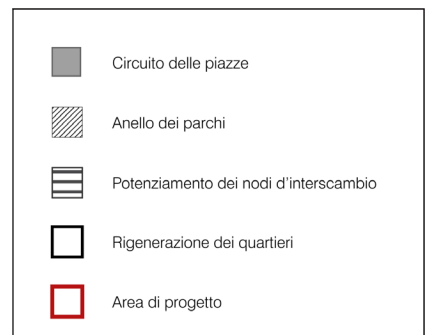 Circuito delle piazze
Anello dei parchi
Potenziamento dei nodi d'interscambio
Rigenerazione dei quartieri
Area di progetto